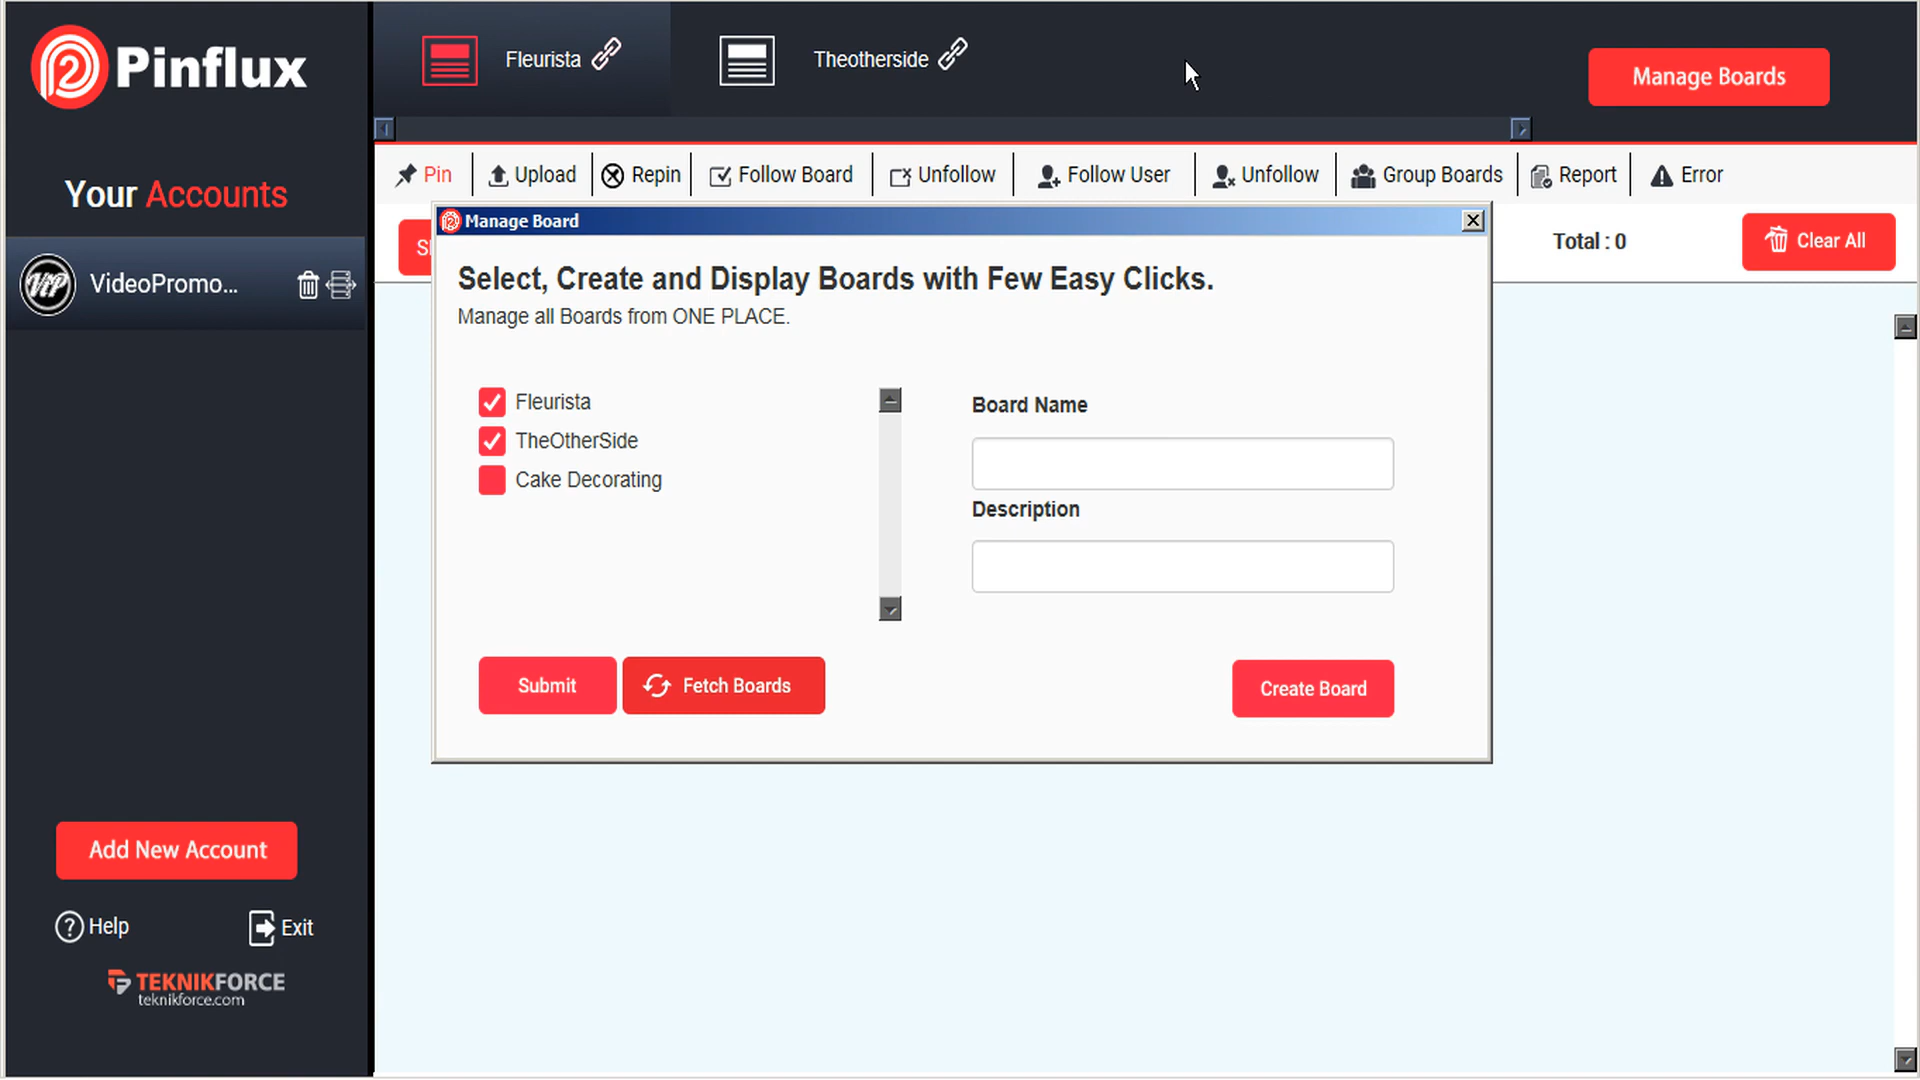 Pinflux
Fleurista
Theotherside
Manage Boards
Your Accounts
VideoPromo...
Pin
Upload
Repin
Follow Board
Unfollow
Follow User
Unfollow
Group Boards
Report
Error
Total : 0
Clear All
Manage Board
Select, Create and Display Boards with Few Easy Clicks.
Manage all Boards from ONE PLACE.
Fleurista
TheOtherSide
Cake Decorating
Board Name
Description
Submit
Fetch Boards
Create Board
Add New Account
Help
Exit
TEKNIKFORCE
teknikforce.com